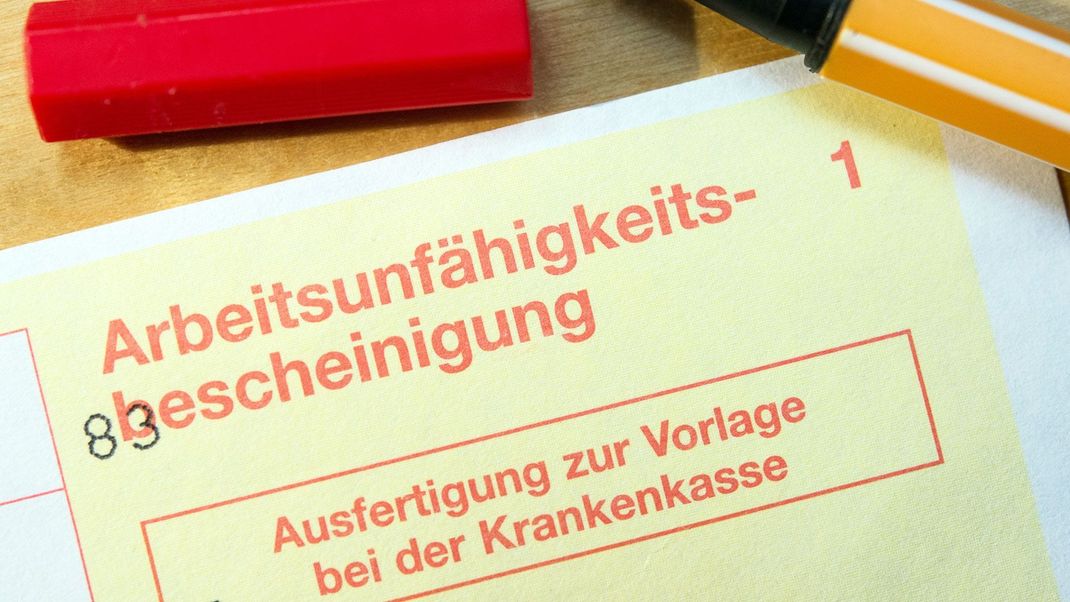 1
Arbeitsunfähigkeits-
bescheinigung
83
Ausfertigung zur Vorlage
bei der Krankenkasse